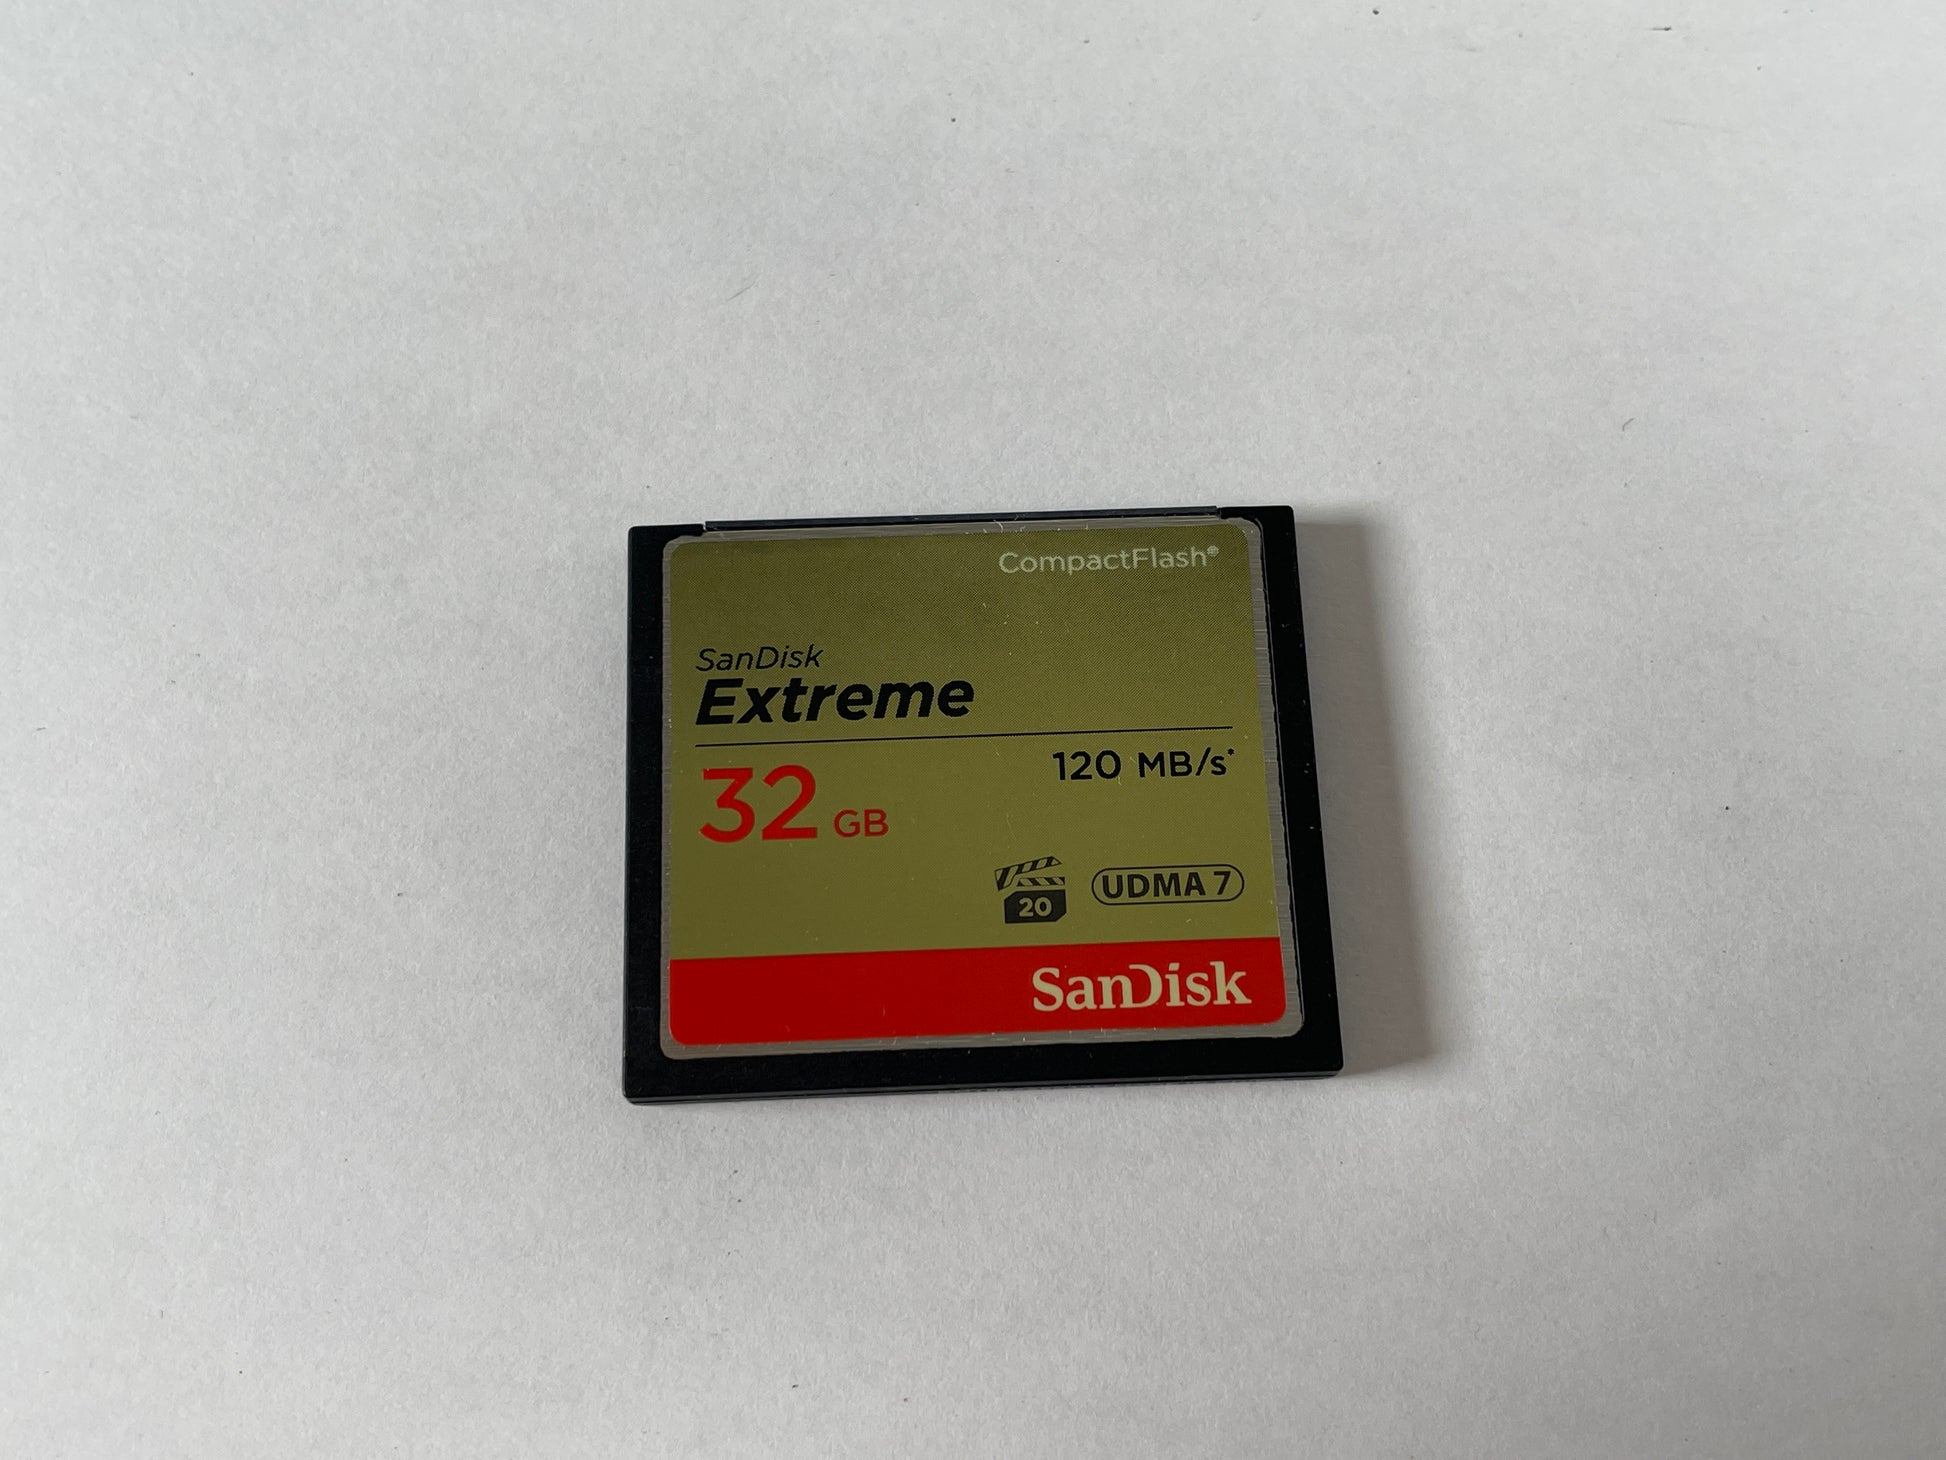 CompactFlash®
SanDisk
Extreme
120 MB/s*
32 GB
20
UDMA 7
SanDisk